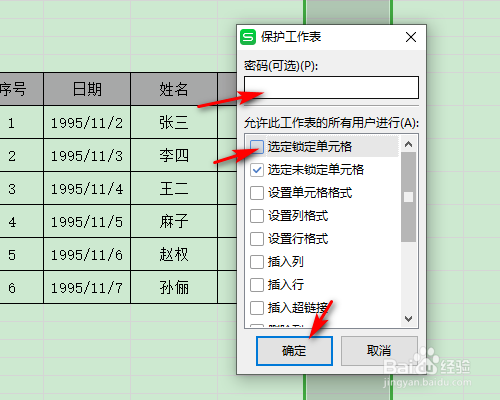 保护工作表
密码(可选)(P):
允许此工作表的所有用户进行(A):
选定锁定单元格
选定未锁定单元格
设置单元格格式
设置列格式
设置行格式
插入列
插入行
插入超链接
确定 取消
序号 日期 姓名
1 1995/11/2 张三
2 1995/11/3 李四
3 1995/11/4 王二
4 1995/11/5 麻子
5 1995/11/6 赵权
6 1995/11/7 孙俪
Baidu 经验
jingyan.baidu.com